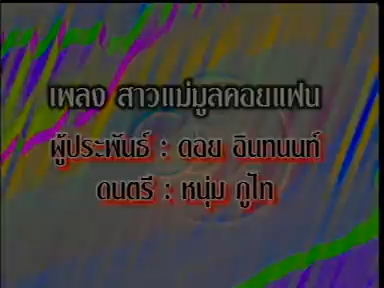 เพลง สาวแม่มูลคอยแฟน
ผู้ประพันธ์ : ดอย อินทนนท์
ดนตรี : หนุ่ม ภูไท